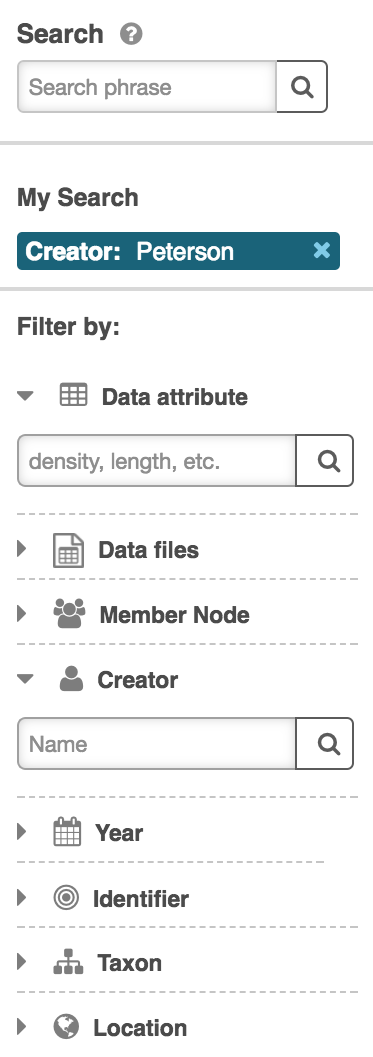 Search ?
Search phrase
My Search
Creator: Peterson ×
Filter by:
Data attribute
density, length, etc.
Data files
Member Node
Creator
Name
Year
Identifier
Taxon
Location